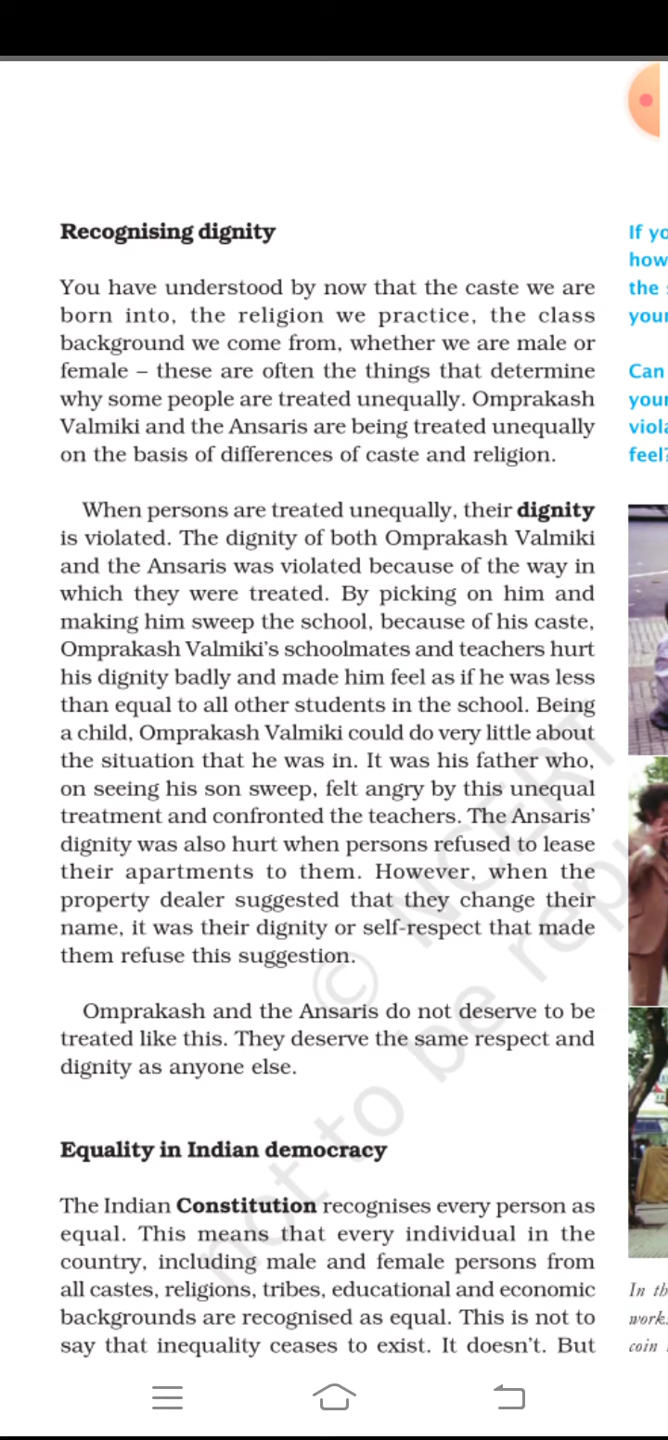 Recognising dignity
You have understood by now that the caste we are
born into, the religion we practice, the class
background we come from, whether we are male or
female – these are often the things that determine
why some people are treated unequally. Omprakash
Valmiki and the Ansaris are being treated unequally
on the basis of differences of caste and religion.
When persons are treated unequally, their dignity
is violated. The dignity of both Omprakash Valmiki
and the Ansaris was violated because of the way in
which they were treated. By picking on him and
making him sweep the school, because of his caste,
Omprakash Valmiki's schoolmates and teachers hurt
his dignity badly and made him feel as if he was less
than equal to all other students in the school. Being
a child, Omprakash Valmiki could do very little about
the situation that he was in. It was his father who,
on seeing his son sweep, felt angry by this unequal
treatment and confronted the teachers. The Ansaris'
dignity was also hurt when persons refused to lease
their apartments to them. However, when the
property dealer suggested that they change their
name, it was their dignity or self-respect that made
them refuse this suggestion.
Omprakash and the Ansaris do not deserve to be
treated like this. They deserve the same respect and
dignity as anyone else.
Equality in Indian democracy
The Indian Constitution recognises every person as
equal. This means that every individual in the
country, including male and female persons from
all castes, religions, tribes, educational and economic
backgrounds are recognised as equal. This is not to
say that inequality ceases to exist. It doesn't. But
If
how
the
Can
feel?
In
coin
© NCERT
not to be